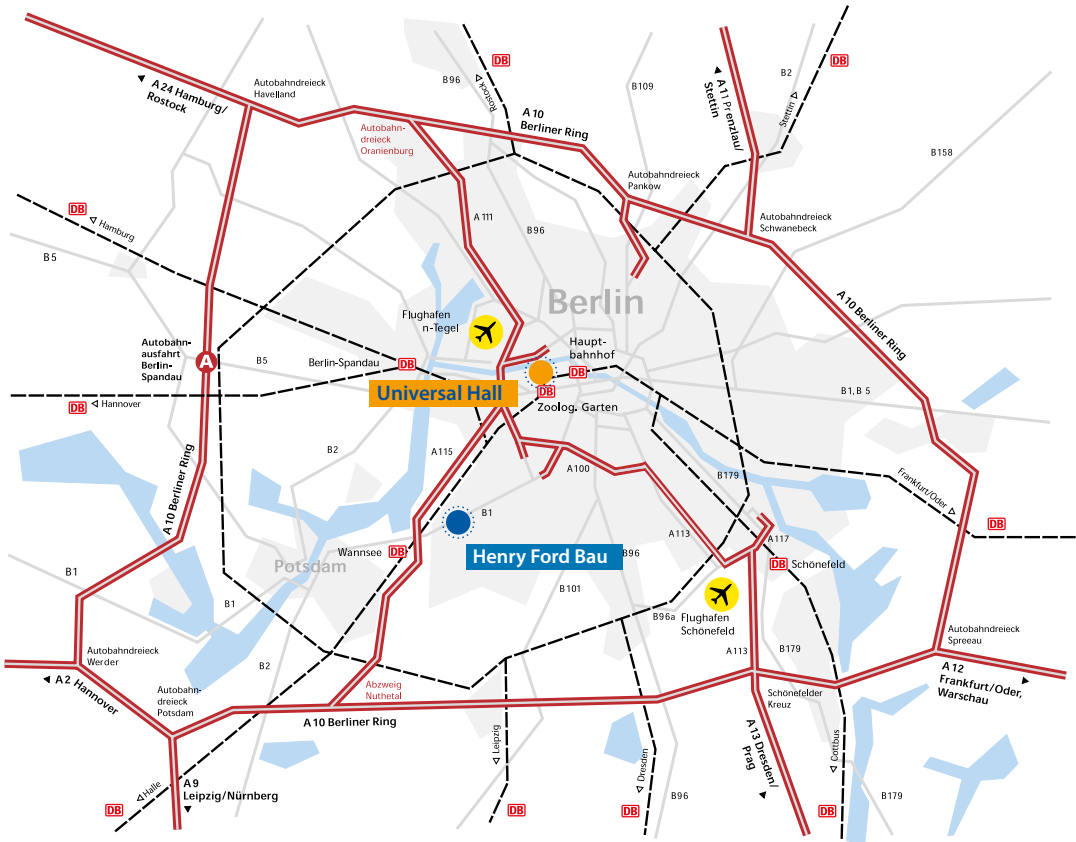 DB
DB
B96
Rostock
B109
B2
Stettin
A 11 Prenzlau/
Stettin
A 24 Hamburg/
Rostock
Autobahndreieck
Havelland
Autobahn-
dreieck
Oranienburg
A 10
Berliner Ring
B158
Autobahndreieck
Pankow
Autobahndreieck
Schwanebeck
DB
Hamburg
B 5
A 111
B96
Berlin
A 10 Berliner Ring
Flughafen
n-Tegel
Haupt-
bahnhof
Autobahn-
ausfahrt
Berlin-
Spandau
A
B5
Berlin-Spandau
DB
DB
Universal Hall
DB
Zoolog. Garten
B1, B 5
DB
Hannover
B2
A115
A100
B179
Frankfurt/Oder
A 10 Berliner Ring
B1
Henry Ford Bau
Wannsee
DB
Potsdam
A113
A117
B96
DB
DB
Schönefeld
B1
B1
B101
B96a
Flughafen
Schönefeld
A113
B179
Autobahndreieck
Spreeau
Autobahndreieck
Werder
A 2 Hannover
B2
Abzweig
Nuthetal
A 12
Frankfurt/Oder,
Warschau
Autobahn-
dreieck
Potsdam
A10 Berliner Ring
Schönefelder
Kreuz
A 13 Dresden/
Prag
Leipzig
Dresden
Cottbus
Halle
A 9
Leipzig/Nürnberg
DB
DB
DB
B96
DB
B179